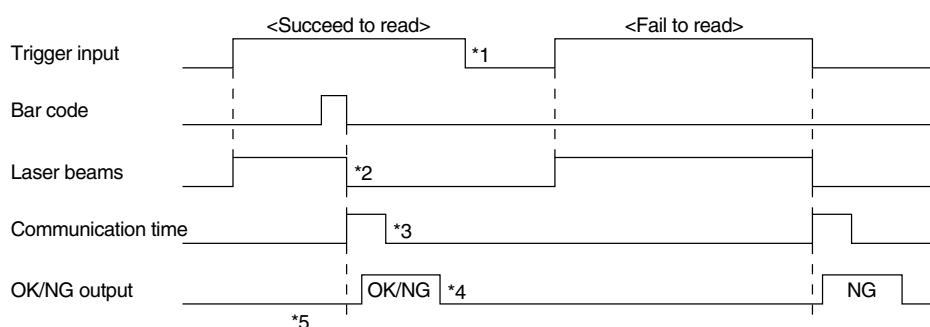 <Succeed to read> <Fail to read>
Trigger input *1
Bar code
Laser beams *2
Communication time *3
OK/NG output OK/NG *4 NG
*5